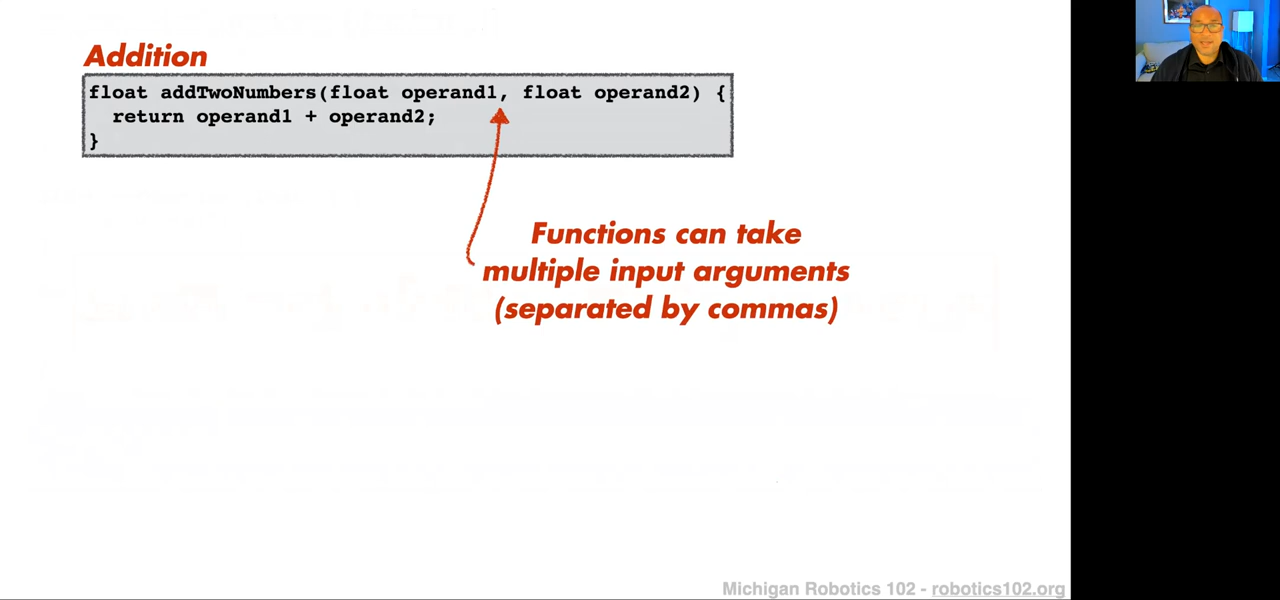 Addition
float addTwoNumbers(float operand1, float operand2) {
return operand1 + operand2;
}
Functions can take
multiple input arguments
(separated by commas)
Michigan Robotics 102 - robotics102.org